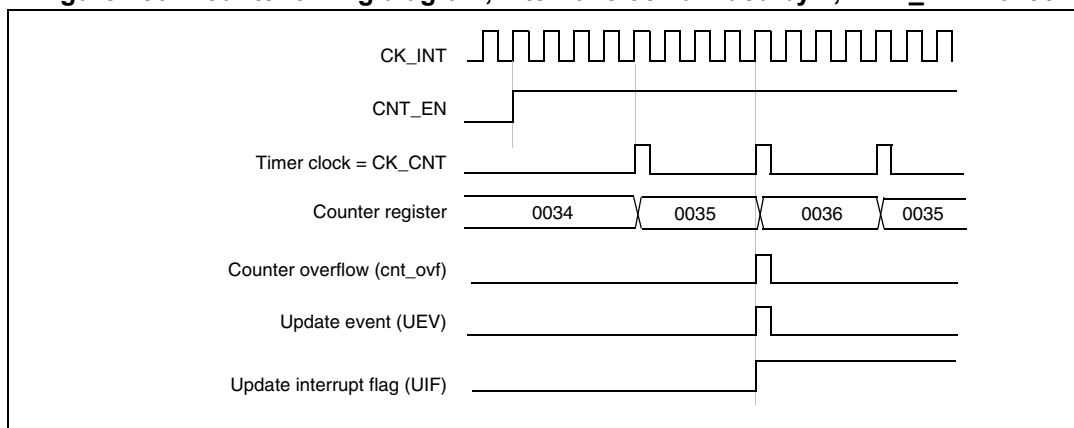 CK_INT
CNT_EN
Timer clock = CK_CNT
Counter register 0034 0035 0036 0035
Counter overflow (cnt_ovf)
Update event (UEV)
Update interrupt flag (UIF)